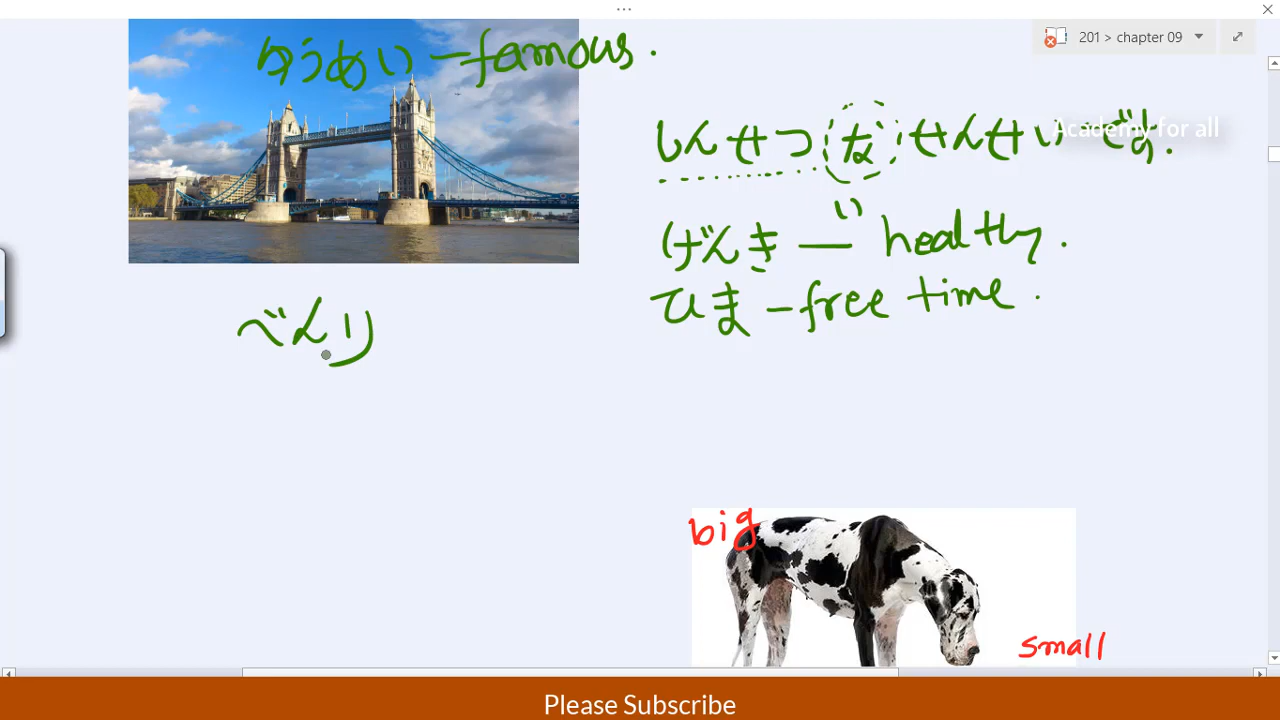 201 > chapter 09
ゆうめい — famous.
Academy for all
しんせつ な せんせい です.
い
げんき — healthy.
ひま - free time.
べんり
big
small
Please Subscribe